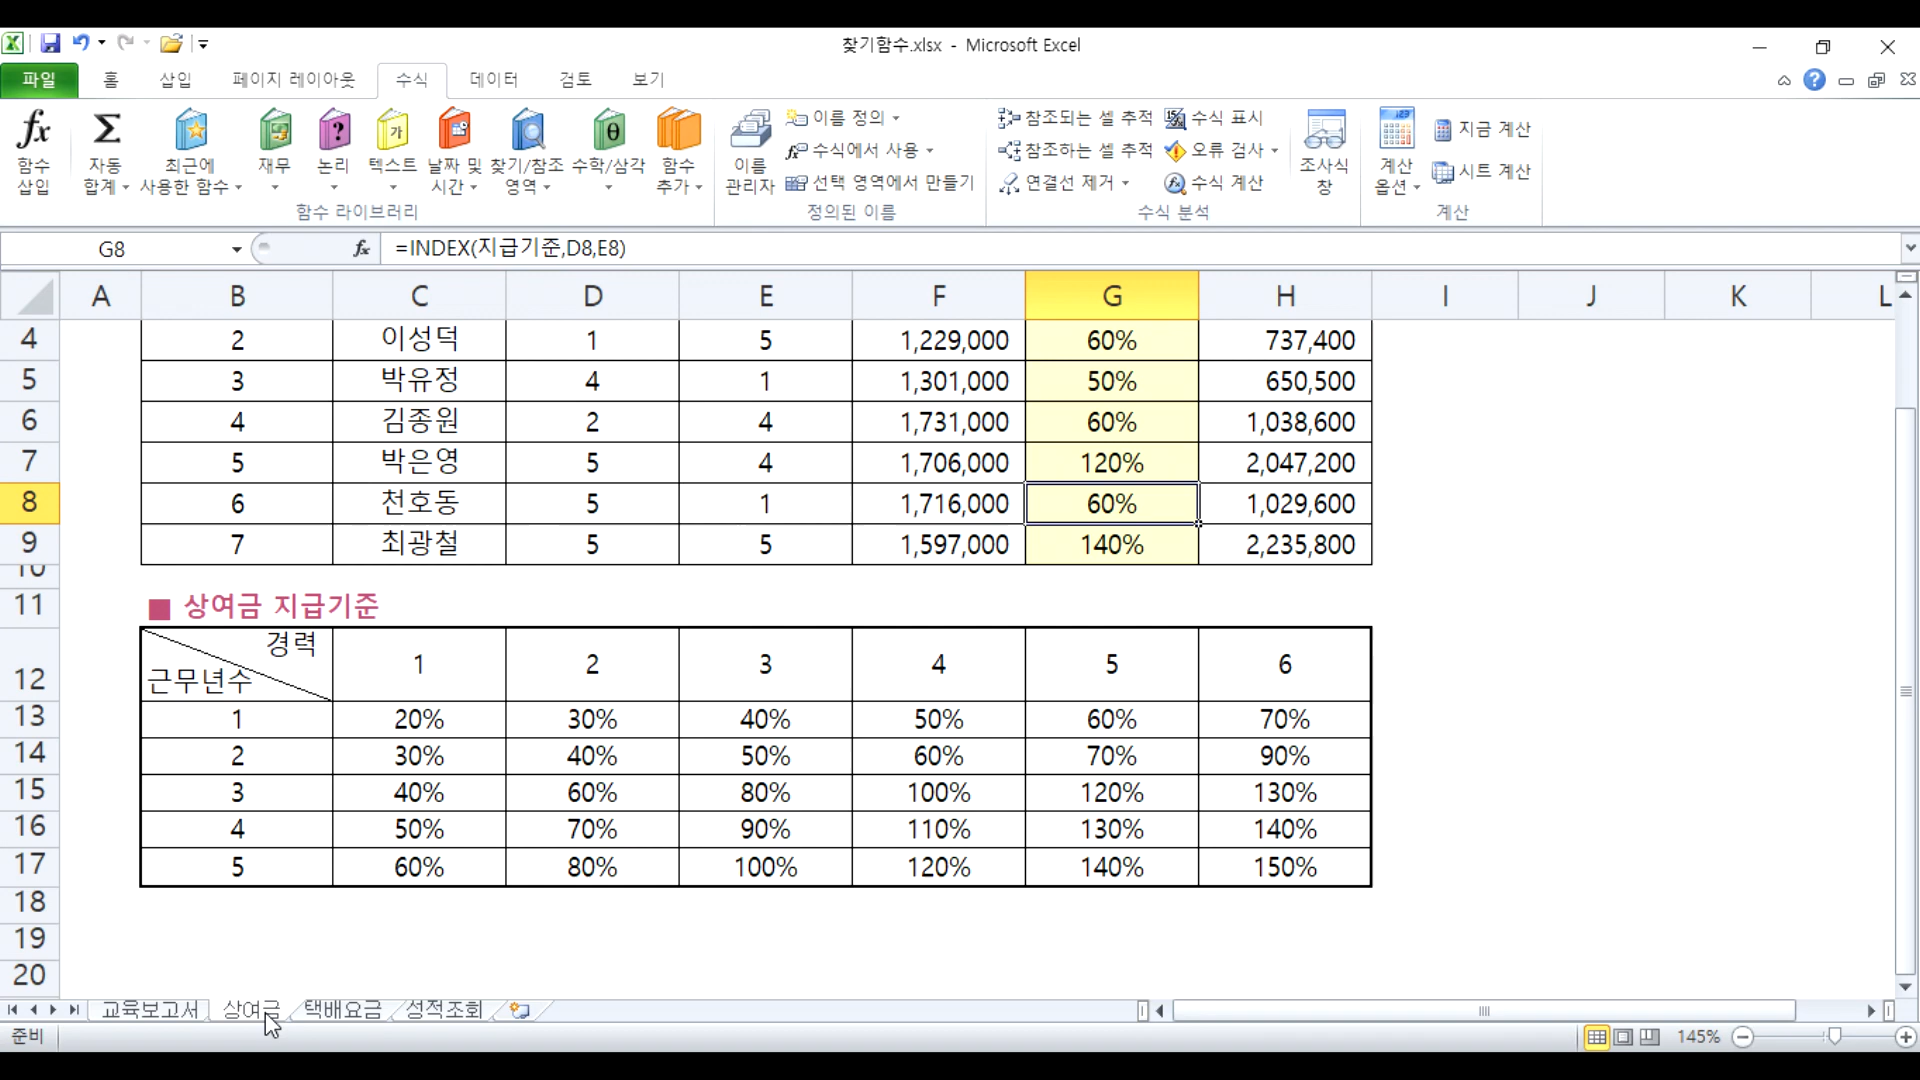 찾기함수.xlsx - Microsoft Excel
파일 홈 삽입 페이지 레이아웃 수식 데이터 검토 보기
fx 함수 삽입
Σ 자동 합계
최근에 사용한 함수
재무
논리
텍스트
날짜 및 시간
찾기/참조 영역
수학/삼각
함수 추가
함수 라이브러리
이름 관리자
이름 정의
수식에서 사용
선택 영역에서 만들기
정의된 이름
참조되는 셀 추적
참조하는 셀 추적
연결선 제거
수식 표시
오류 검사
수식 계산
수식 분석
조사식 창
계산 옵션
지금 계산
시트 계산
계산
G8 fx =INDEX(지급기준,D8,E8)
A B C D E F G H I J K L
4 2 이성덕 1 5 1,229,000 60% 737,400
5 3 박유정 4 1 1,301,000 50% 650,500
6 4 김종원 2 4 1,731,000 60% 1,038,600
7 5 박은영 5 4 1,706,000 120% 2,047,200
8 6 천호동 5 1 1,716,000 60% 1,029,600
9 7 최광철 5 5 1,597,000 140% 2,235,800
10
11 ■ 상여금 지급기준
12 경력 근무년수 1 2 3 4 5 6
13 1 20% 30% 40% 50% 60% 70%
14 2 30% 40% 50% 60% 70% 90%
15 3 40% 60% 80% 100% 120% 130%
16 4 50% 70% 90% 110% 130% 140%
17 5 60% 80% 100% 120% 140% 150%
18
19
20
교육보고서 상여금 택배요금 성적조회
준비 145%